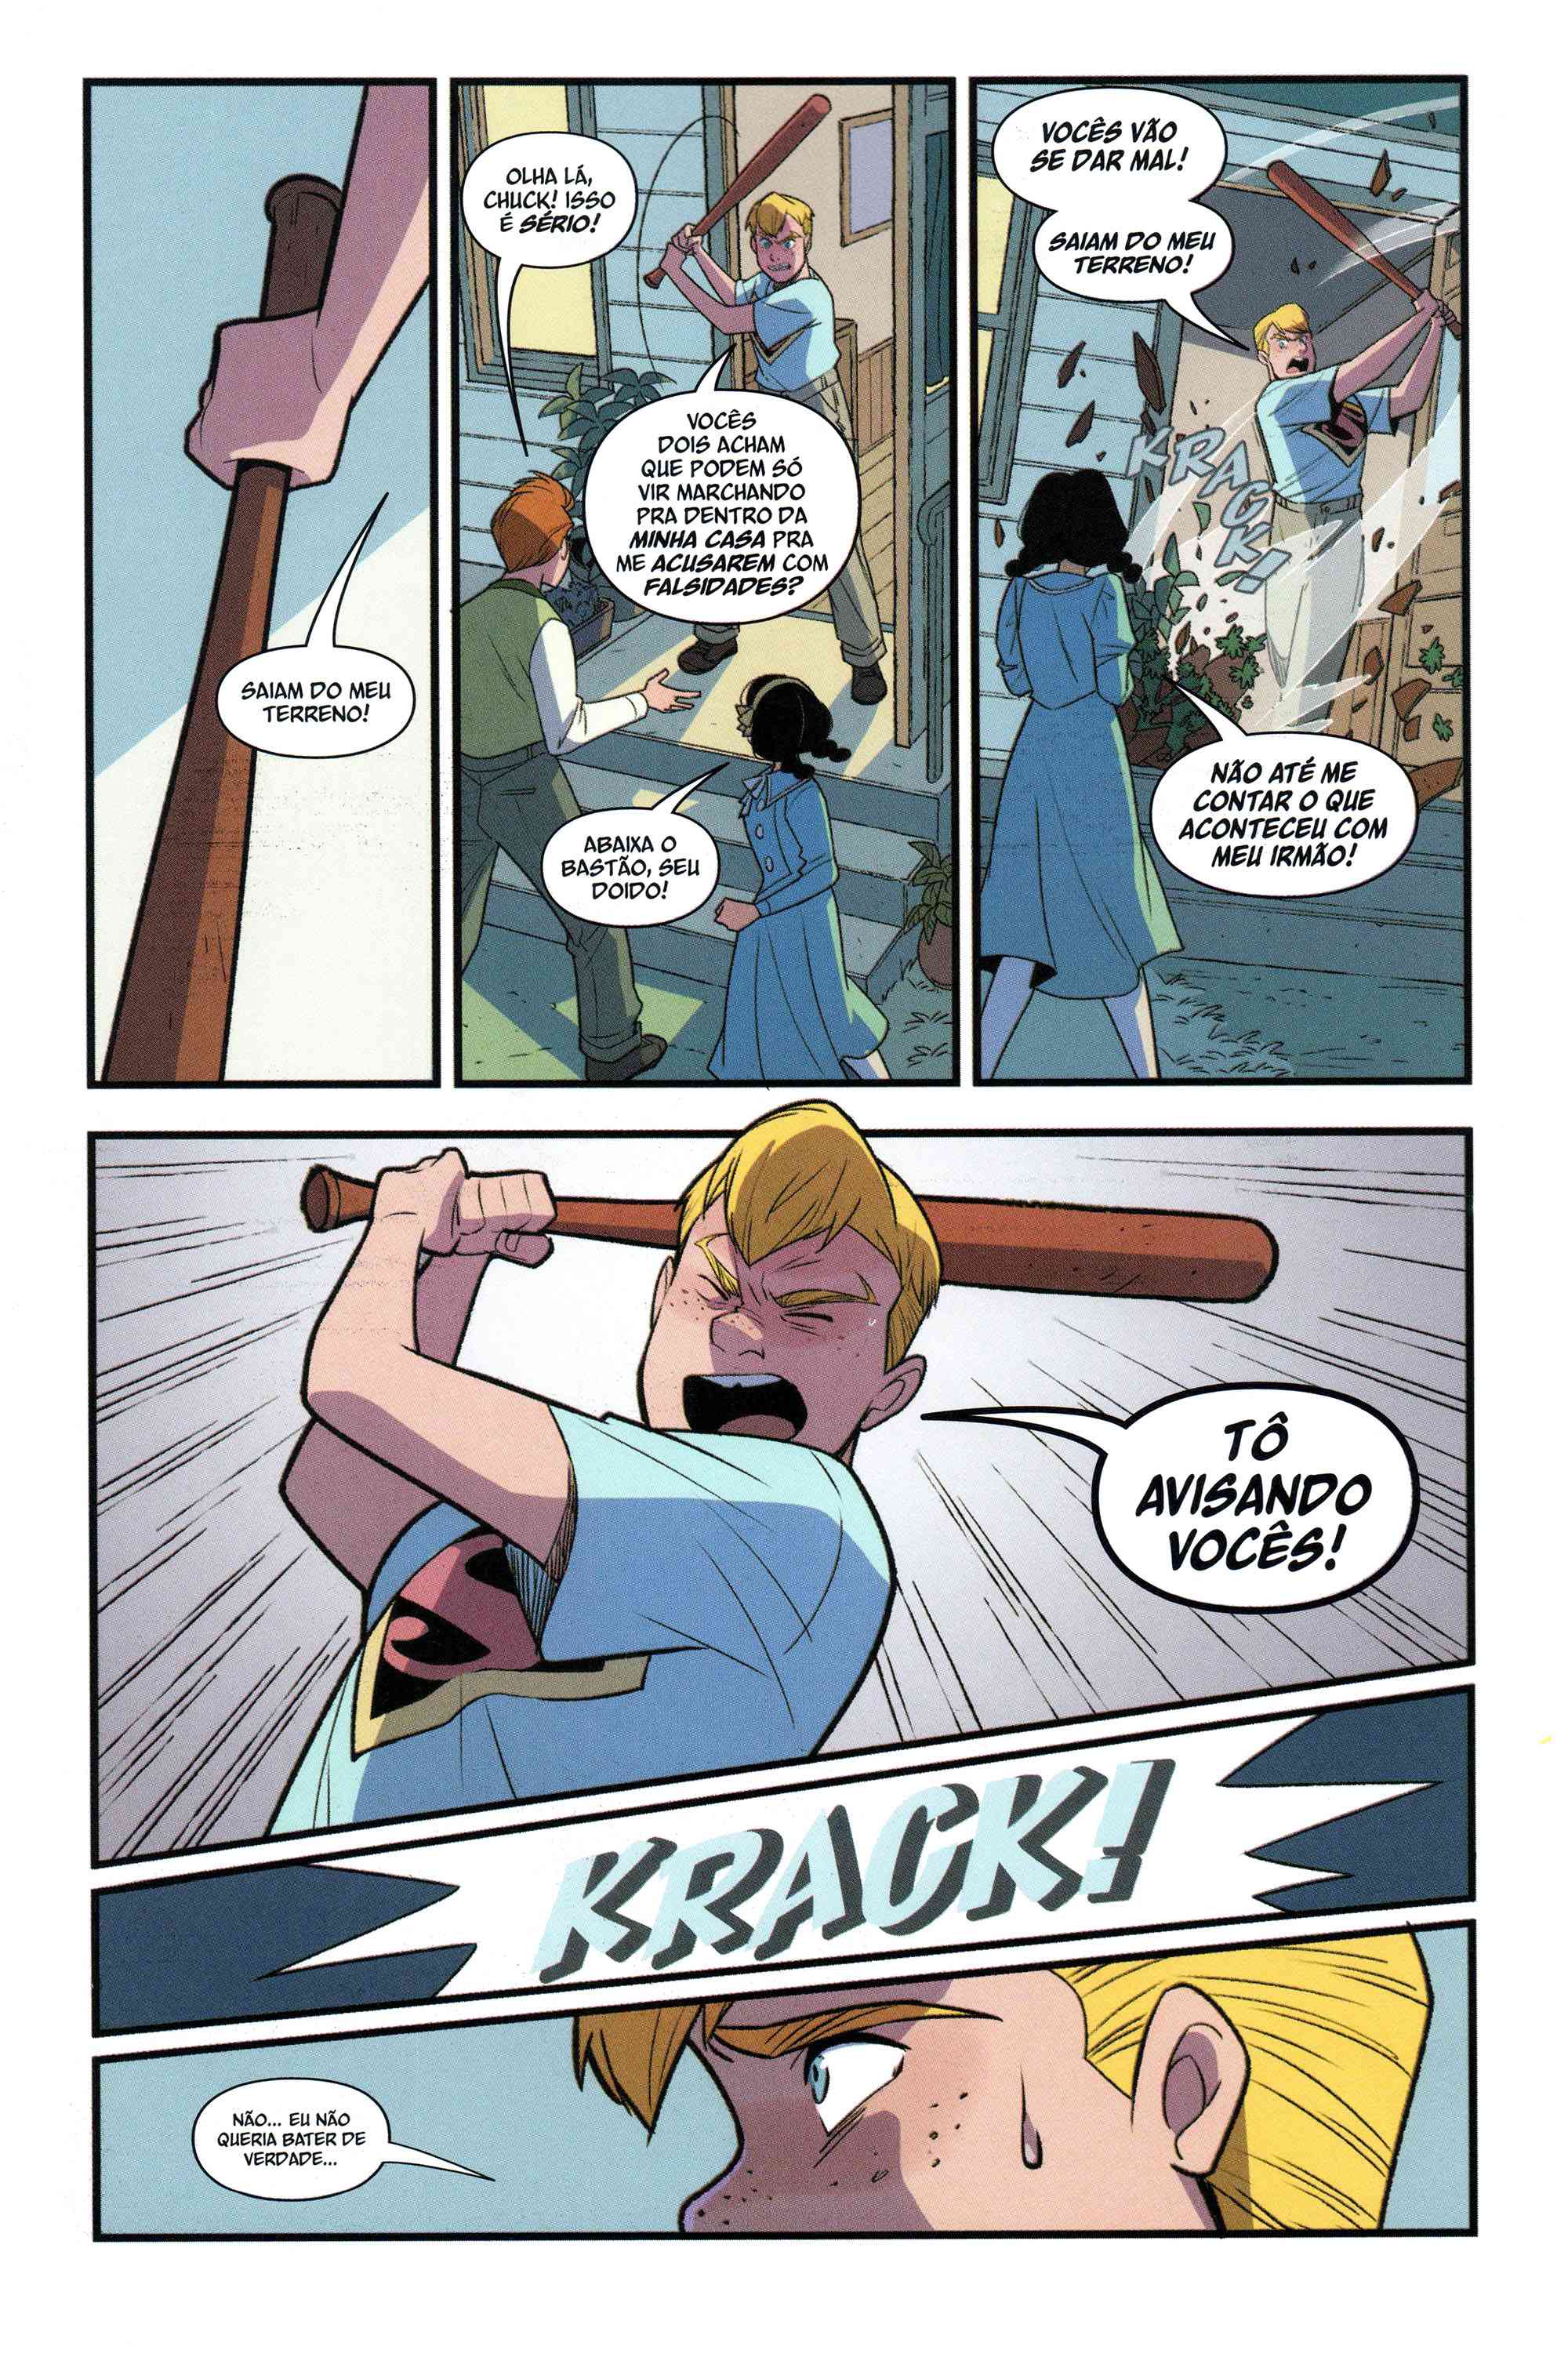 SAIAM DO MEU
TERRENO!
OLHA LÁ,
CHUCK! ISSO
É SÉRIO!
VOCÊS
DOIS ACHAM
QUE PODEM SÓ
VIR MARCHANDO
PRA DENTRO DA
MINHA CASA PRA
ME ACUSAREM COM
FALSIDADES?
ABAIXA O
BASTÃO, SEU
DOIDO!
VOCÊS VÃO
SE DAR MAL!
SAIAM DO MEU
TERRENO!
KRACK!
NÃO ATÉ ME
CONTAR O QUE
ACONTECEU COM
MEU IRMÃO!
TÔ
AVISANDO
VOCÊS!
KRACK!
NÃO... EU NÃO
QUERIA BATER DE
VERDADE...